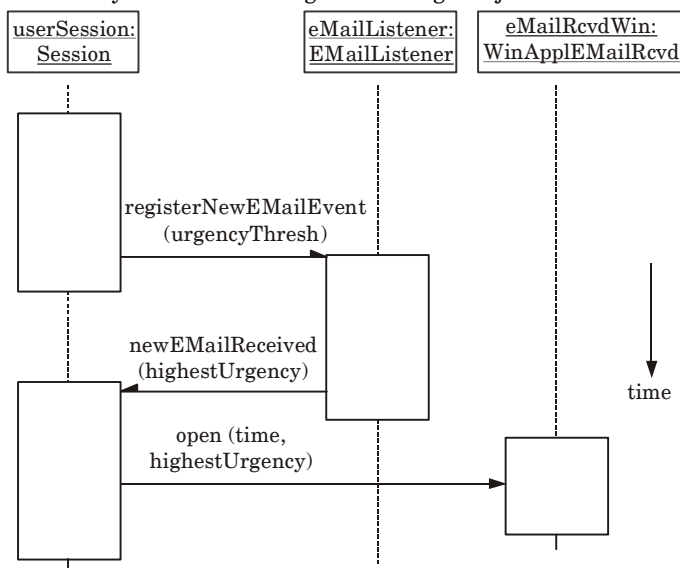 userSession:
Session
eMailListener:
EMailListener
eMailRcvdWin:
WinApplEMailRcvd
registerNewEMailEvent
(urgencyThresh)
newEMailReceived
(highestUrgency)
time
open (time,
highestUrgency)